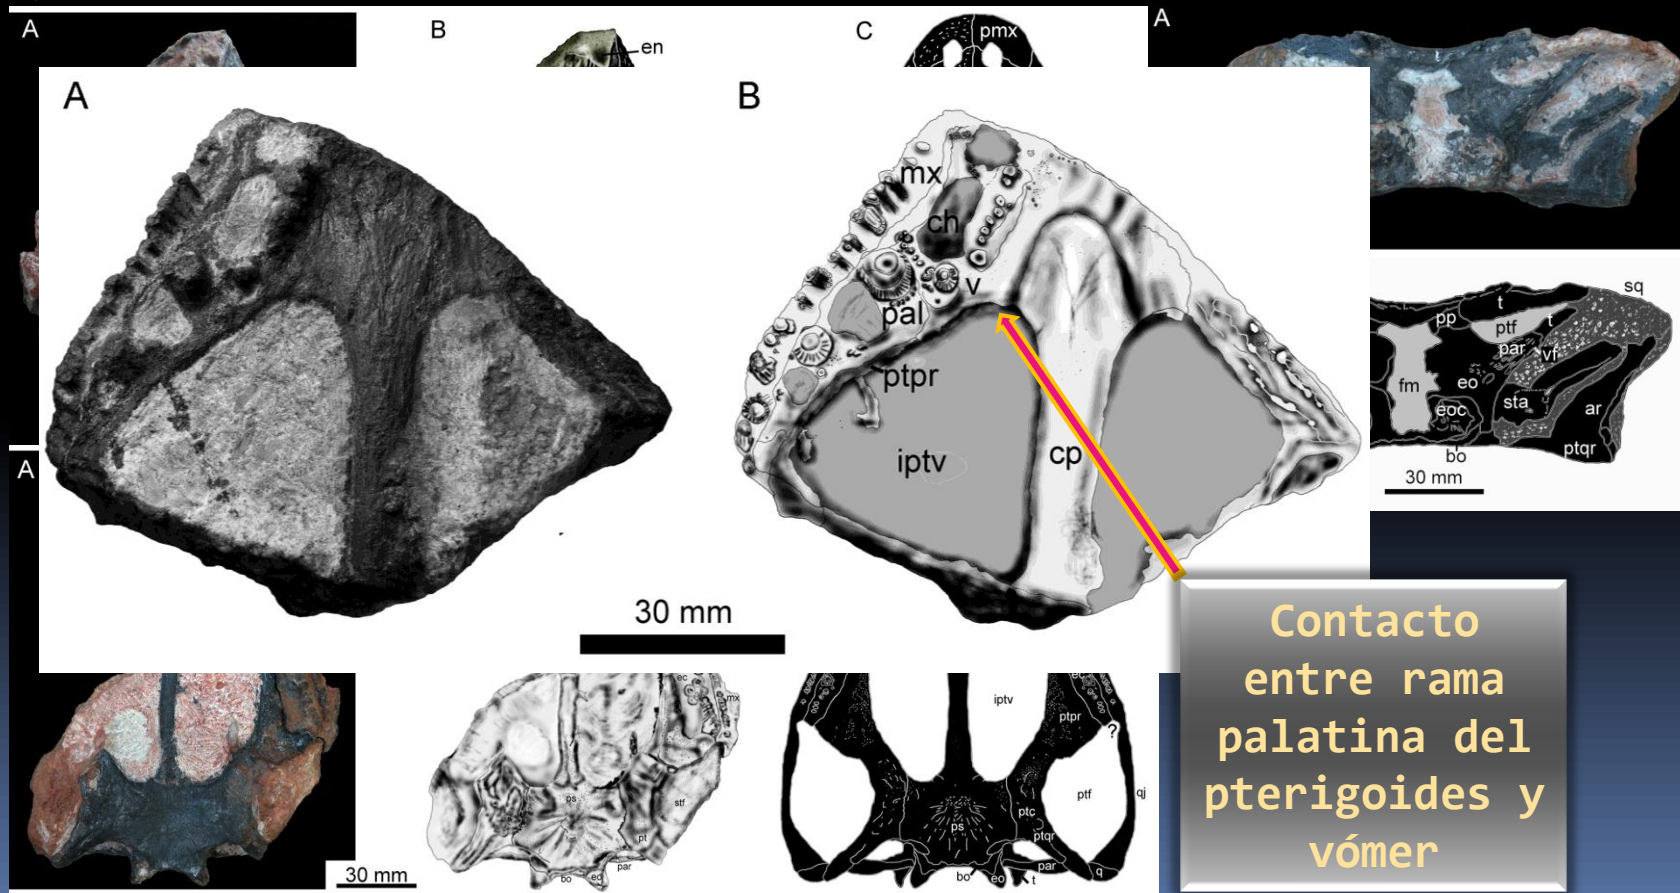 A
B
en
C
pmx
A
A
B
mx
ch
v
pal
ptpr
iptv
cp
30 mm
sq
t
pp
ptf
t
par
vf
fm
eo
sta
eoc
ar
bo
ptqr
30 mm
A
ec
mx
ps
stf
pt
par
bo
eo
30 mm
iptv
ec
ptpr
?
ptf
qj
ptc
ps
ptqr
par
bo
eo
t
q
Contacto
entre rama
palatina del
pterigoides y
vómer